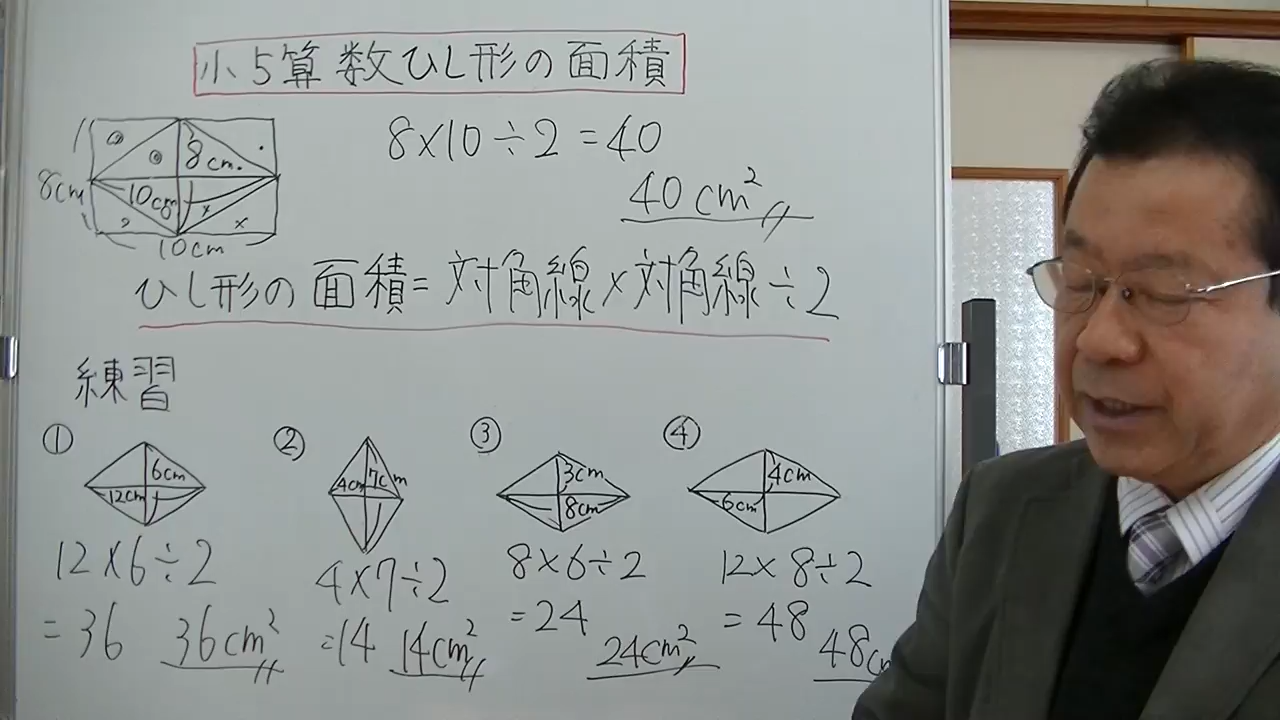 小5算数ひし形の面積
8cm
8cm
10cm
10cm
8×10÷2=40
40cm²
ひし形の面積=対角線×対角線÷2
練習
① ② ③ ④
6cm
12cm
7cm
4cm
3cm
8cm
4cm
6cm
12×6÷2
=36 36cm²
4×7÷2
=14 14cm²
8×6÷2
=24
24cm²
12×8÷2
=48
48c